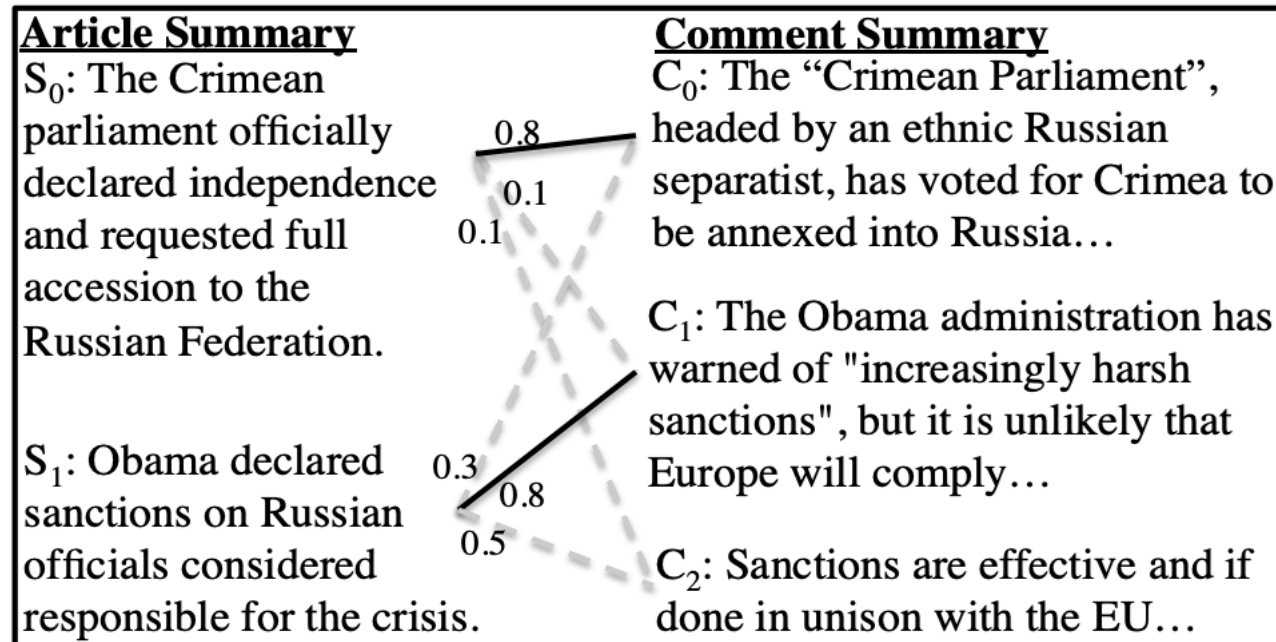 Article Summary
S₀: The Crimean
parliament officially
declared independence
and requested full
accession to the
Russian Federation.
S₁: Obama declared
sanctions on Russian
officials considered
responsible for the crisis.
0.8
0.1
0.1
0.3
0.8
0.5
Comment Summary
C₀: The “Crimean Parliament”,
headed by an ethnic Russian
separatist, has voted for Crimea to
be annexed into Russia…
C₁: The Obama administration has
warned of "increasingly harsh
sanctions", but it is unlikely that
Europe will comply…
C₂: Sanctions are effective and if
done in unison with the EU…